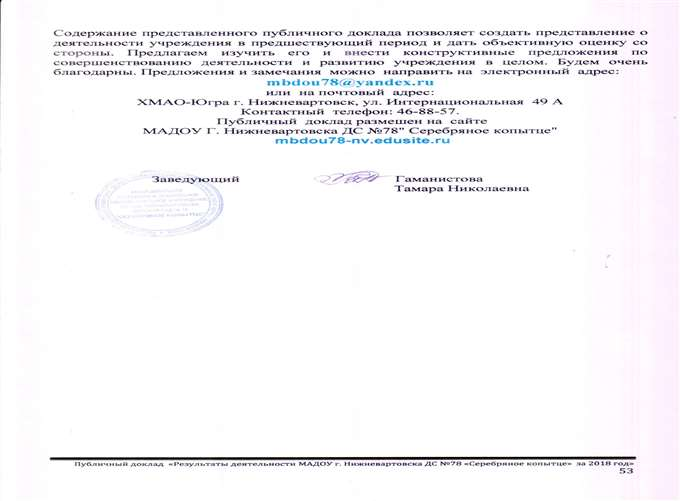 Содержание представленного публичного доклада позволяет создать представление о
деятельности учреждения в предшествующий период и дать объективную оценку со
стороны. Предлагаем изучить его и внести конструктивные предложения по
совершенствованию деятельности и развитию учреждения в целом. Будем очень
благодарны. Предложения и замечания можно направить на электронный адрес:
mbdou78@yandex.ru
или на почтовый адрес:
ХМАО-Югра г. Нижневартовск, ул. Интернациональная 49 А
Контактный телефон: 46-88-57.
Публичный доклад размешен на сайте
МАДОУ Г. Нижневартовска ДС №78" Серебряное копытце"
mbdou78-nv.edusite.ru
Заведующий Гаманистова
Тамара Николаевна
Публичный доклад «Результаты деятельности МАДОУ г. Нижневартовска ДС №78 «Серебряное копытце» за 2018 год»
53